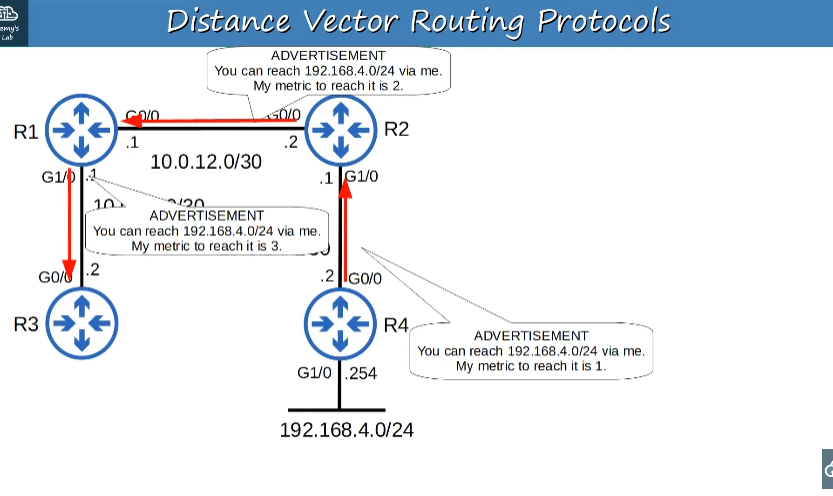 Distance Vector Routing Protocols
emy's
Lab
ADVERTISEMENT
You can reach 192.168.4.0/24 via me.
My metric to reach it is 2.
G0/0
G0/0
R1
R2
.1
.2
10.0.12.0/30
G1/0
.1
.1
G1/0
ADVERTISEMENT
You can reach 192.168.4.0/24 via me.
My metric to reach it is 3.
G0/0
.2
.2
G0/0
R3
R4
ADVERTISEMENT
You can reach 192.168.4.0/24 via me.
My metric to reach it is 1.
G1/0
.254
192.168.4.0/24